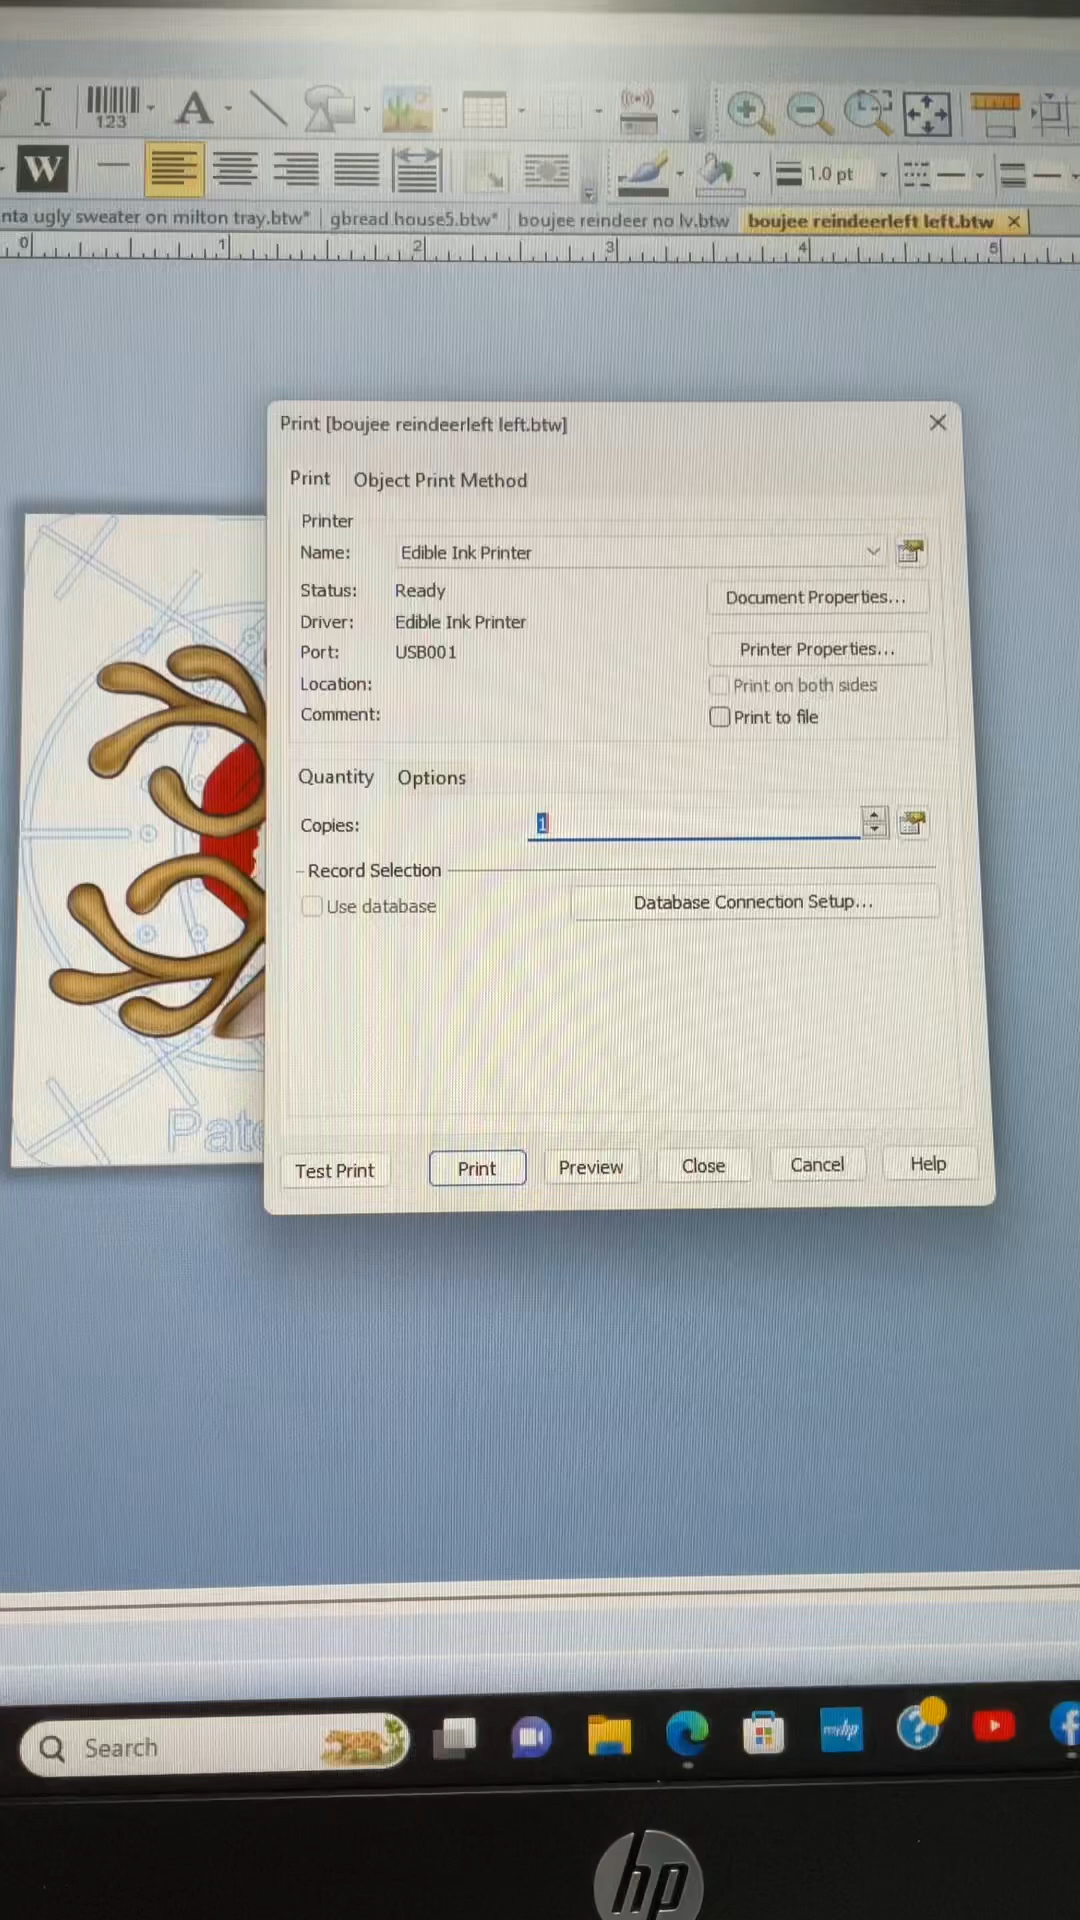 123
A
W
1.0 pt
nta ugly sweater on milton tray.btw* gbread house5.btw* boujee reindeer no lv.btw boujee reindeerleft left.btw
0 1 2 3 4 5
Print [boujee reindeerleft left.btw]
Print Object Print Method
Printer
Name: Edible Ink Printer
Status: Ready
Document Properties...
Driver: Edible Ink Printer
Port: USB001
Printer Properties...
Location:
Print on both sides
Comment:
Print to file
Quantity Options
Copies: 1
Record Selection
Use database
Database Connection Setup...
Pate
Test Print Print Preview Close Cancel Help
Search
myhp
hp